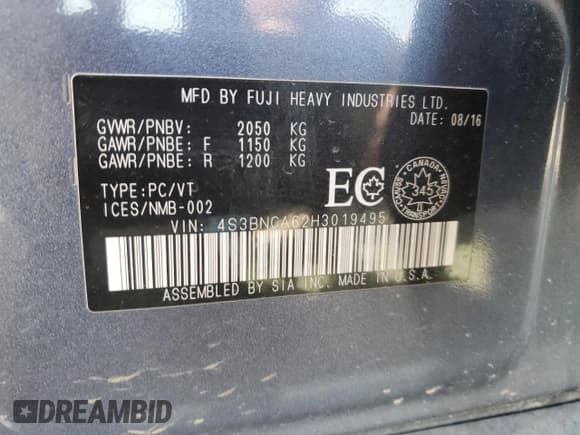 MFD BY FUJI HEAVY INDUSTRIES LTD.
DATE: 08/16
GVWR/PNBV: 2050 KG
GAWR/PNBE: F 1150 KG
GAWR/PNBE: R 1200 KG
TYPE: PC/VT
ICES/NMB-002
EC
CANADA
345
TRANSPORT
VIN: 4S3BNCA62H3019495
ASSEMBLED BY SIA INC. MADE IN U.S.A.
DREAMBID